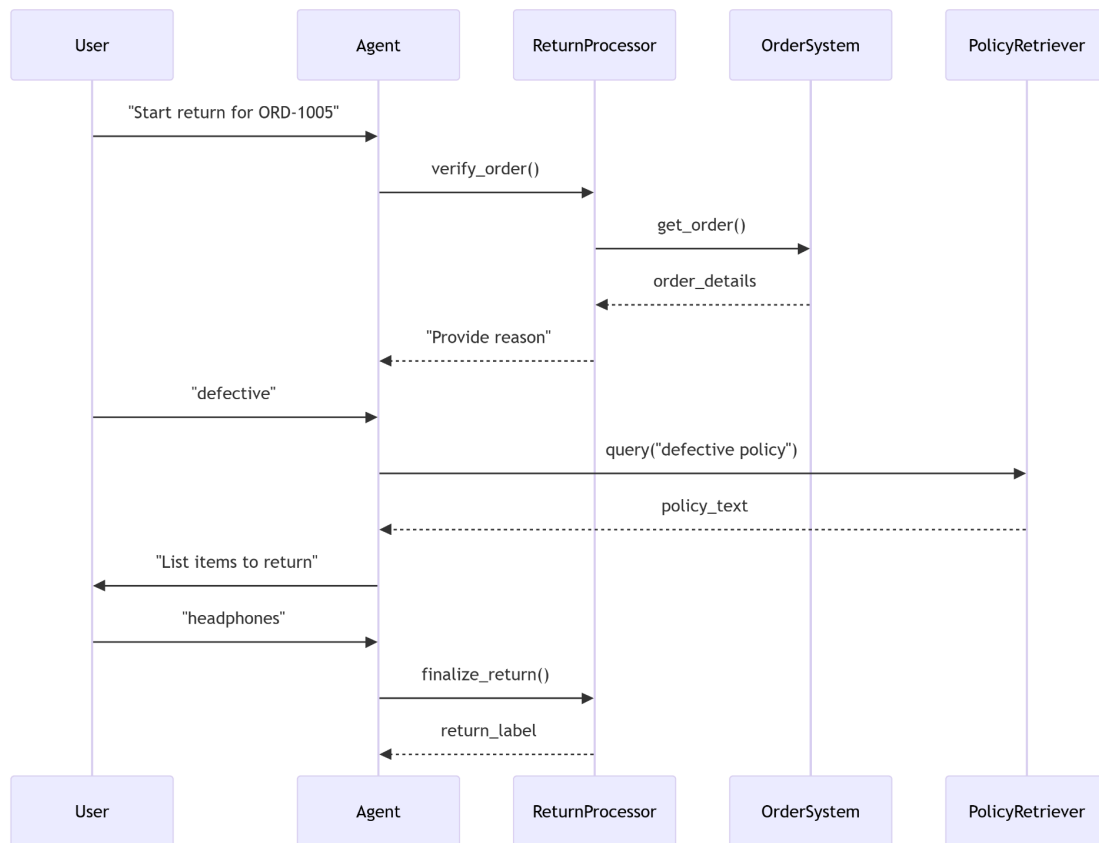 User Agent ReturnProcessor OrderSystem PolicyRetriever
"Start return for ORD-1005"
verify_order()
get_order()
order_details
"Provide reason"
"defective"
query("defective policy")
policy_text
"List items to return"
"headphones"
finalize_return()
return_label
User Agent ReturnProcessor OrderSystem PolicyRetriever